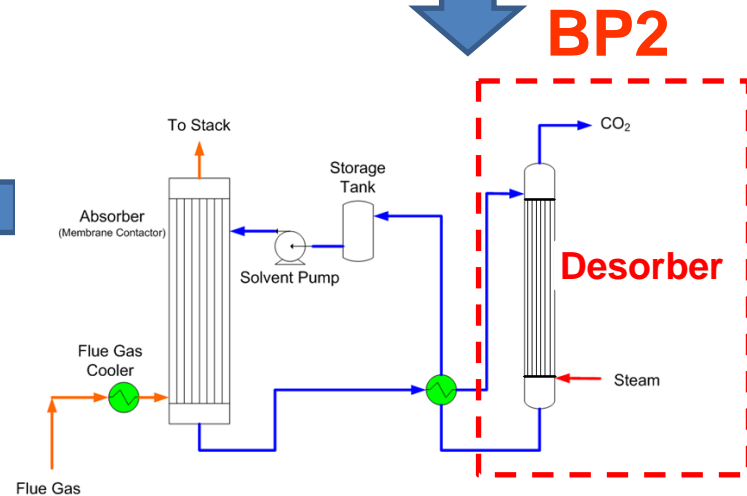 BP2
To Stack
CO₂
Storage
Tank
Absorber
(Membrane Contactor)
Solvent Pump
Desorber
Flue Gas
Cooler
Steam
Flue Gas